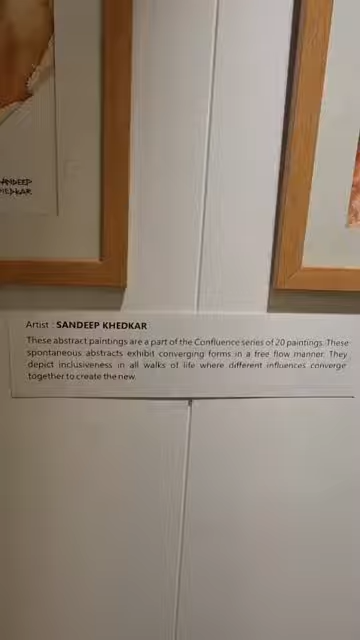 SANDEEP
KHEDKAR
Artist : SANDEEP KHEDKAR
These abstract paintings are a part of the Confluence series of 20 paintings. These
spontaneous abstracts exhibit converging forms in a free flow manner. They
depict inclusiveness in all walks of life where different influences converge
together to create the new.